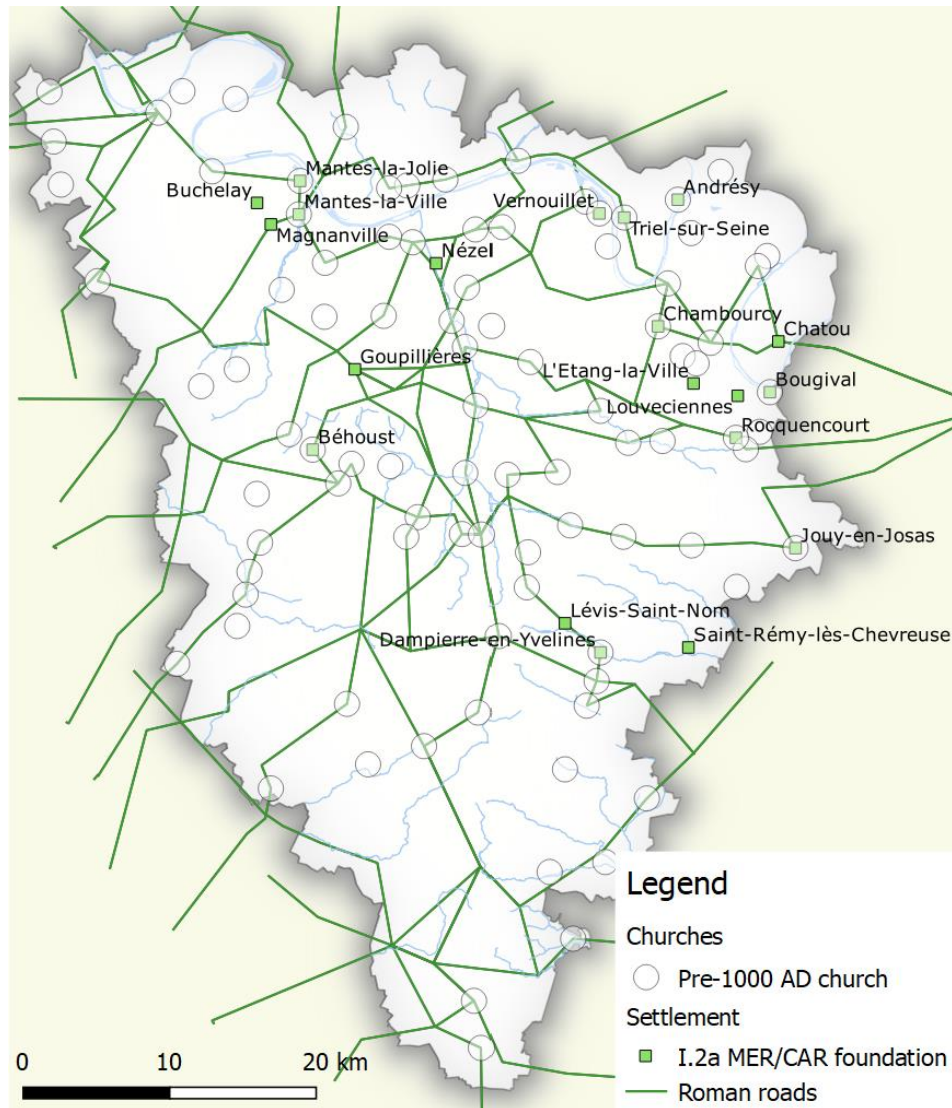 Mantes-la-Jolie
Andrésy
Buchelay
Mantes-la-Ville
Vernouillet
Triel-sur-Seine
Magnanville
Nézel
Chambourcy
Chatou
Goupillières
L'Etang-la-Ville
Bougival
Louveciennes
Rocquencourt
Béhoust
Jouy-en-Josas
Lévis-Saint-Nom
Dampierre-en-Yvelines
Saint-Rémy-lès-Chevreuse
Legend
Churches
Pre-1000 AD church
Settlement
I.2a MER/CAR foundation
Roman roads
0 10 20 km